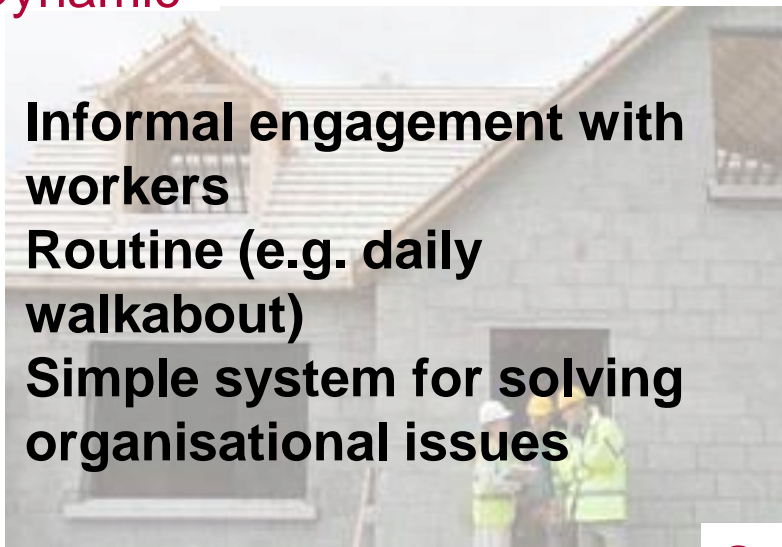 Informal engagement with
workers
Routine (e.g. daily
walkabout)
Simple system for solving
organisational issues